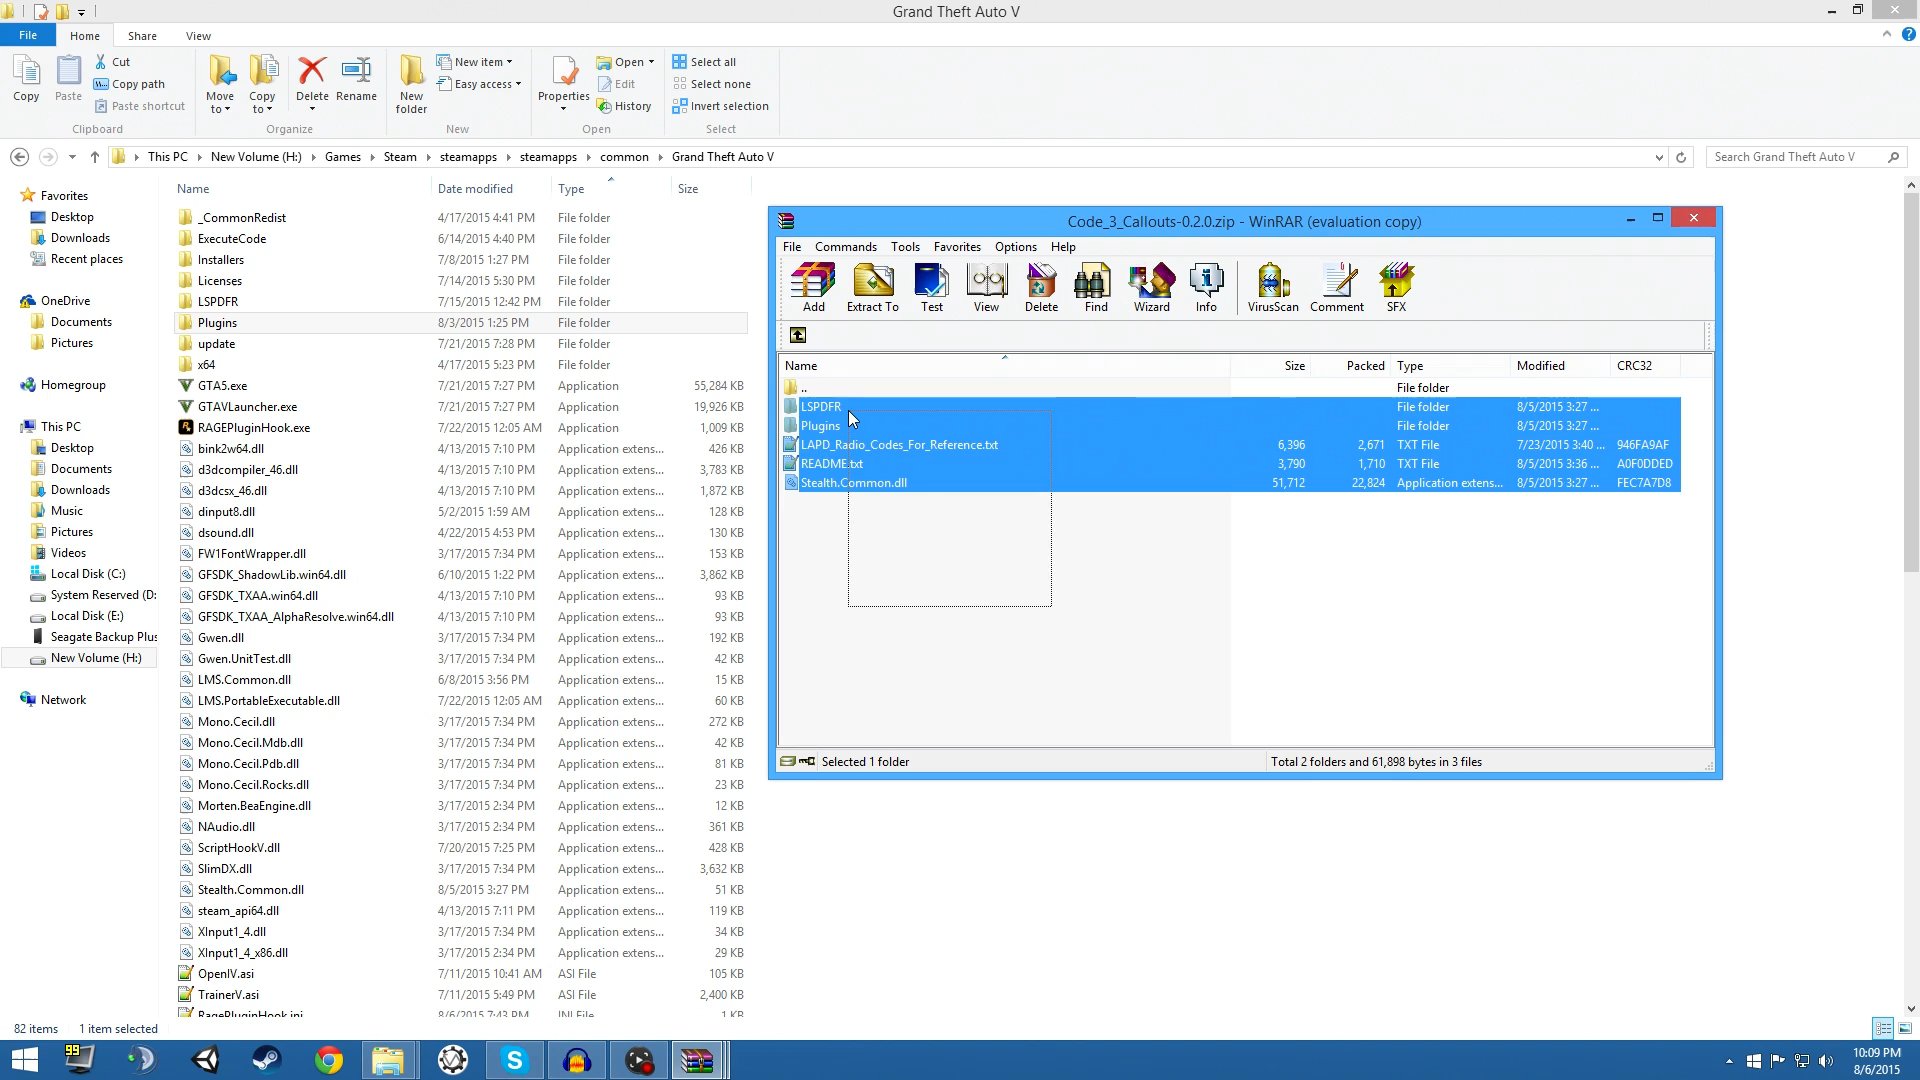 Grand Theft Auto V
File Home Share View
Copy
Paste
Cut
Copy path
Paste shortcut
Clipboard
Move to
Copy to
Delete
Rename
Organize
New folder
New item
Easy access
New
Properties
Open
Edit
History
Open
Select all
Select none
Invert selection
Select
This PC New Volume (H:) Games Steam steamapps steamapps common Grand Theft Auto V
Search Grand Theft Auto V
Favorites
Desktop
Downloads
Recent places
OneDrive
Documents
Pictures
Homegroup
This PC
Desktop
Documents
Downloads
Music
Pictures
Videos
Local Disk (C:)
System Reserved (D:
Local Disk (E:)
Seagate Backup Plus
New Volume (H:)
Network
Name Date modified Type Size
_CommonRedist 4/17/2015 4:41 PM File folder
ExecuteCode 6/14/2015 4:40 PM File folder
Installers 7/8/2015 1:27 PM File folder
Licenses 7/14/2015 5:30 PM File folder
LSPDFR 7/15/2015 12:42 PM File folder
Plugins 8/3/2015 1:25 PM File folder
update 7/21/2015 7:28 PM File folder
x64 4/17/2015 5:23 PM File folder
GTA5.exe 7/21/2015 7:27 PM Application 55,284 KB
GTAVLauncher.exe 7/21/2015 7:27 PM Application 19,926 KB
RAGEPluginHook.exe 7/22/2015 12:05 AM Application 1,009 KB
bink2w64.dll 4/13/2015 7:10 PM Application extens... 426 KB
d3dcompiler_46.dll 4/13/2015 7:10 PM Application extens... 3,783 KB
d3dcsx_46.dll 4/13/2015 7:10 PM Application extens... 1,872 KB
dinput8.dll 5/2/2015 1:59 AM Application extens... 128 KB
dsound.dll 4/22/2015 4:53 PM Application extens... 130 KB
FW1FontWrapper.dll 3/17/2015 7:34 PM Application extens... 153 KB
GFSDK_ShadowLib.win64.dll 6/10/2015 1:22 PM Application extens... 3,862 KB
GFSDK_TXAA.win64.dll 4/13/2015 7:10 PM Application extens... 93 KB
GFSDK_TXAA_AlphaResolve.win64.dll 4/13/2015 7:10 PM Application extens... 93 KB
Gwen.dll 3/17/2015 7:34 PM Application extens... 192 KB
Gwen.UnitTest.dll 3/17/2015 7:34 PM Application extens... 42 KB
LMS.Common.dll 6/8/2015 3:56 PM Application extens... 15 KB
LMS.PortableExecutable.dll 7/22/2015 12:05 AM Application extens... 60 KB
Mono.Cecil.dll 3/17/2015 7:34 PM Application extens... 272 KB
Mono.Cecil.Mdb.dll 3/17/2015 7:34 PM Application extens... 42 KB
Mono.Cecil.Pdb.dll 3/17/2015 7:34 PM Application extens... 81 KB
Mono.Cecil.Rocks.dll 3/17/2015 7:34 PM Application extens... 23 KB
Morten.BeaEngine.dll 3/17/2015 2:34 PM Application extens... 12 KB
NAudio.dll 3/17/2015 2:34 PM Application extens... 361 KB
ScriptHookV.dll 7/20/2015 7:25 PM Application extens... 428 KB
SlimDX.dll 3/17/2015 7:34 PM Application extens... 3,632 KB
Stealth.Common.dll 8/5/2015 3:27 PM Application extens... 51 KB
steam_api64.dll 4/13/2015 7:11 PM Application extens... 119 KB
XInput1_4.dll 3/17/2015 7:34 PM Application extens... 34 KB
XInput1_4_x86.dll 3/17/2015 2:34 PM Application extens... 29 KB
OpenIV.asi 7/11/2015 10:41 AM ASI File 105 KB
TrainerV.asi 7/11/2015 5:49 PM ASI File 2,400 KB
RagePluginHook.ini 8/6/2015 7:43 PM INI File 1 KB
82 items 1 item selected
Code_3_Callouts-0.2.0.zip - WinRAR (evaluation copy)
File Commands Tools Favorites Options Help
Add Extract To Test View Delete Find Wizard Info VirusScan Comment SFX
Name Size Packed Type Modified CRC32
.. File folder
LSPDFR File folder 8/5/2015 3:27 ...
Plugins File folder 8/5/2015 3:27 ...
LAPD_Radio_Codes_For_Reference.txt 6,396 2,671 TXT File 7/23/2015 3:40 ... 946FA9AF
README.txt 3,790 1,710 TXT File 8/5/2015 3:36 ... A0F0DDED
Stealth.Common.dll 51,712 22,824 Application extens... 8/5/2015 3:27 ... FEC7A7D8
Selected 1 folder Total 2 folders and 61,898 bytes in 3 files
99
10:09 PM
8/6/2015